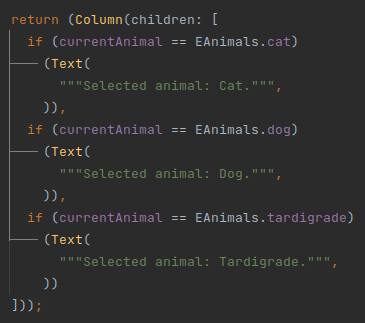 return (Column(children: [
if (currentAnimal == EAnimals.cat)
(Text(
"""Selected animal: Cat.""",
)),
if (currentAnimal == EAnimals.dog)
(Text(
"""Selected animal: Dog.""",
)),
if (currentAnimal == EAnimals.tardigrade)
(Text(
"""Selected animal: Tardigrade.""",
))
]));